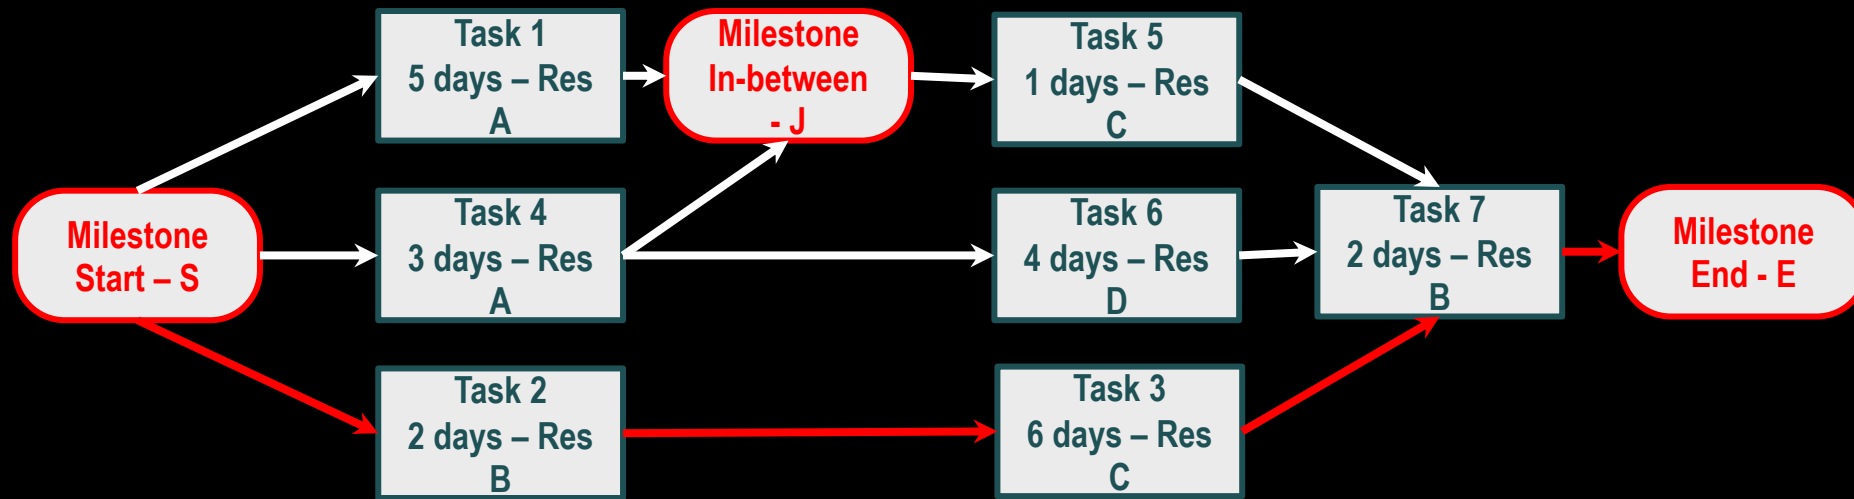 Task 1
5 days – Res
A
Milestone
In-between
- J
Task 5
1 days – Res
C
Milestone
Start – S
Task 4
3 days – Res
A
Task 6
4 days – Res
D
Task 7
2 days – Res
B
Milestone
End - E
Task 2
2 days – Res
B
Task 3
6 days – Res
C